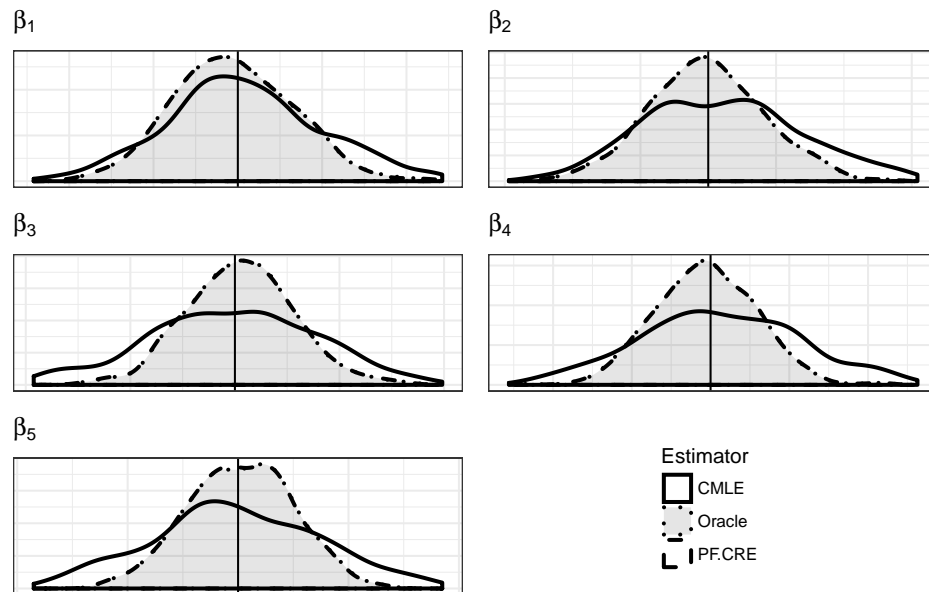 β1
β2
β3
β4
β5
Estimator
CMLE
Oracle
PF.CRE